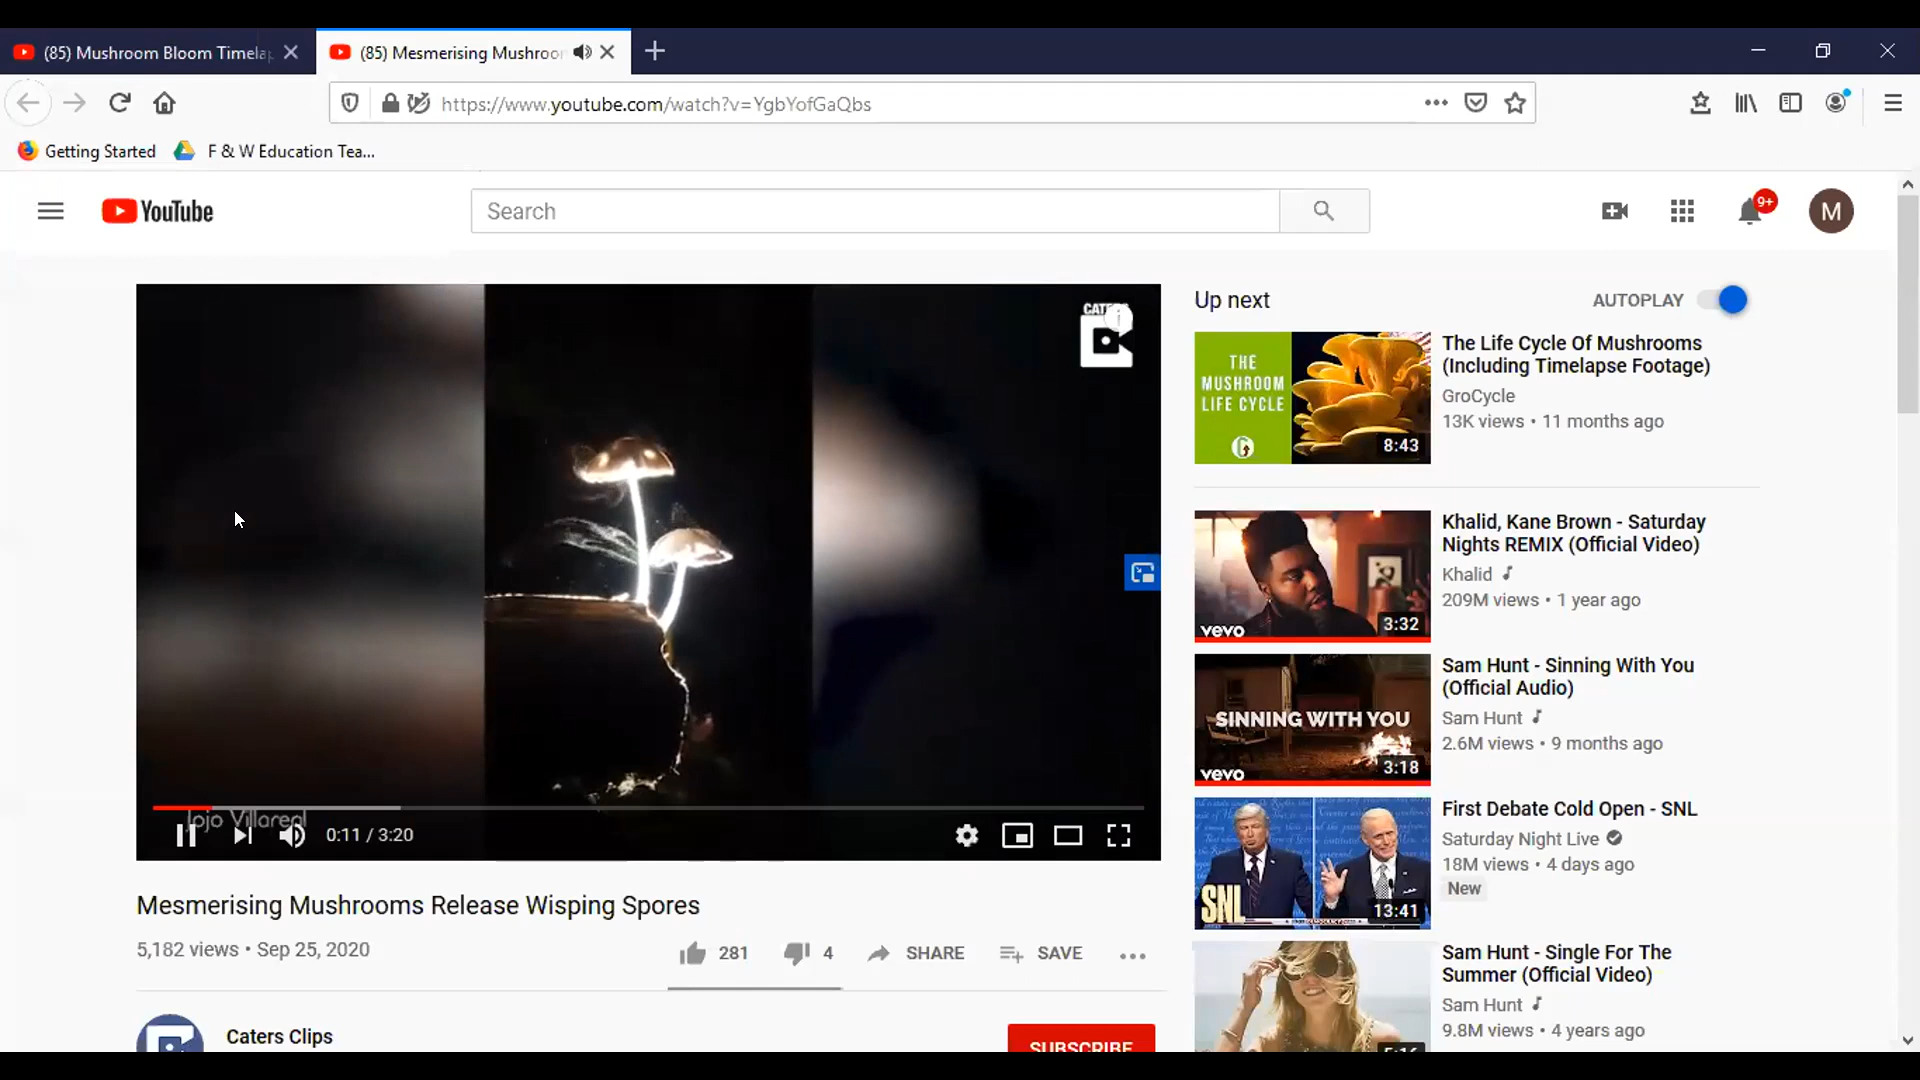 (85) Mushroom Bloom Timela
(85) Mesmerising Mushroo
https://www.youtube.com/watch?v=YgbYofGaQbs
Getting Started
F & W Education Tea...
YouTube
Search
9+
M
CATERS
Jojo Villareal
0:11 / 3:20
Mesmerising Mushrooms Release Wisping Spores
5,182 views • Sep 25, 2020
281
4
SHARE
SAVE
Caters Clips
SUBSCRIBE
Up next
AUTOPLAY
THE
MUSHROOM
LIFE CYCLE
8:43
The Life Cycle Of Mushrooms
(Including Timelapse Footage)
GroCycle
13K views • 11 months ago
vevo
3:32
Khalid, Kane Brown - Saturday
Nights REMIX (Official Video)
Khalid
209M views • 1 year ago
SINNING WITH YOU
vevo
3:18
Sam Hunt - Sinning With You
(Official Audio)
Sam Hunt
2.6M views • 9 months ago
SNL
13:41
First Debate Cold Open - SNL
Saturday Night Live
18M views • 4 days ago
New
Sam Hunt - Single For The
Summer (Official Video)
Sam Hunt
9.8M views • 4 years ago